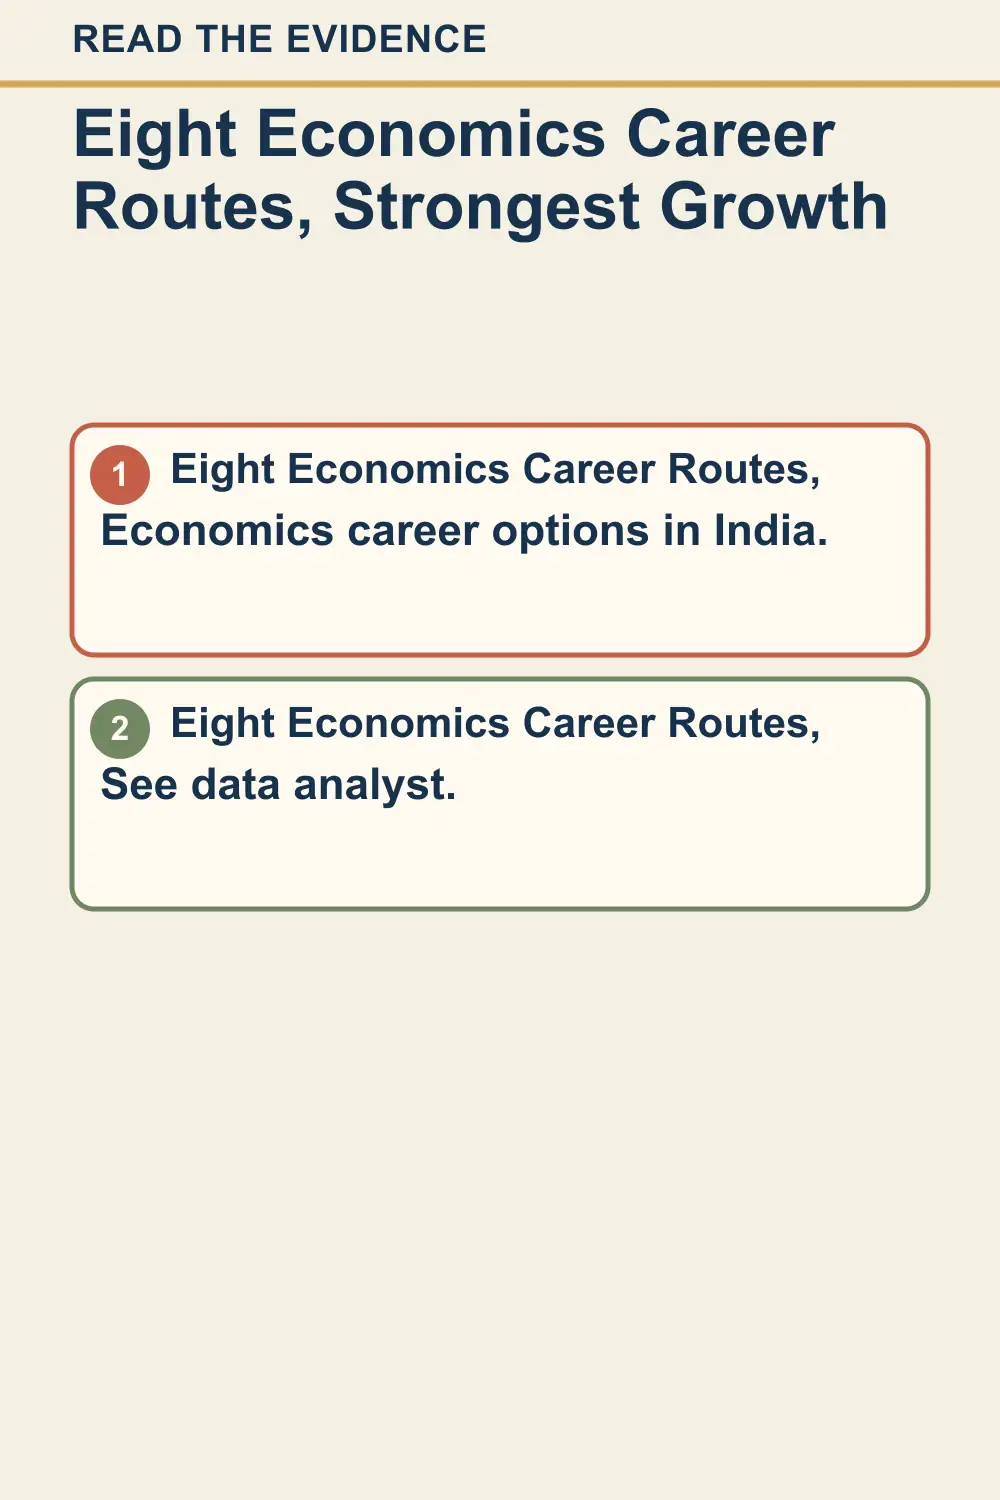 READ THE EVIDENCE
Eight Economics Career
Routes, Strongest Growth
1 Eight Economics Career Routes,
Economics career options in India.
2 Eight Economics Career Routes,
See data analyst.